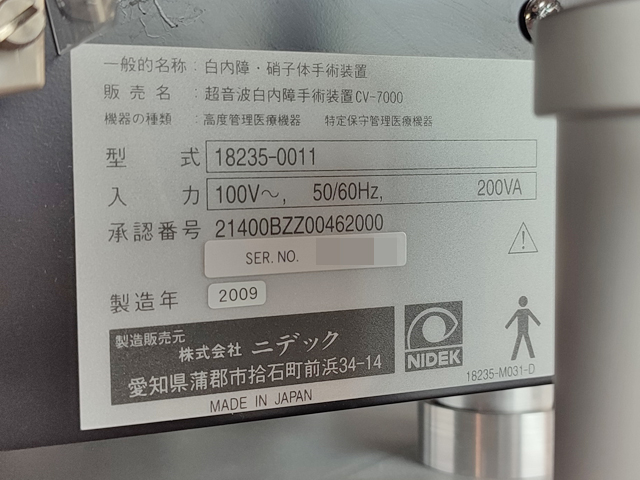 一般的名称：白内障・硝子体手術装置
販売名：超音波白内障手術装置CV-7000
機器の種類：高度管理医療機器　特定保守管理医療機器
型式 18235-0011
入力 100V～, 50/60Hz, 200VA
承認番号 21400BZZ00462000
SER. NO.
製造年 2009
製造販売元
株式会社 ニデック
愛知県蒲郡市拾石町前浜34-14
NIDEK
18235-M031-D
MADE IN JAPAN